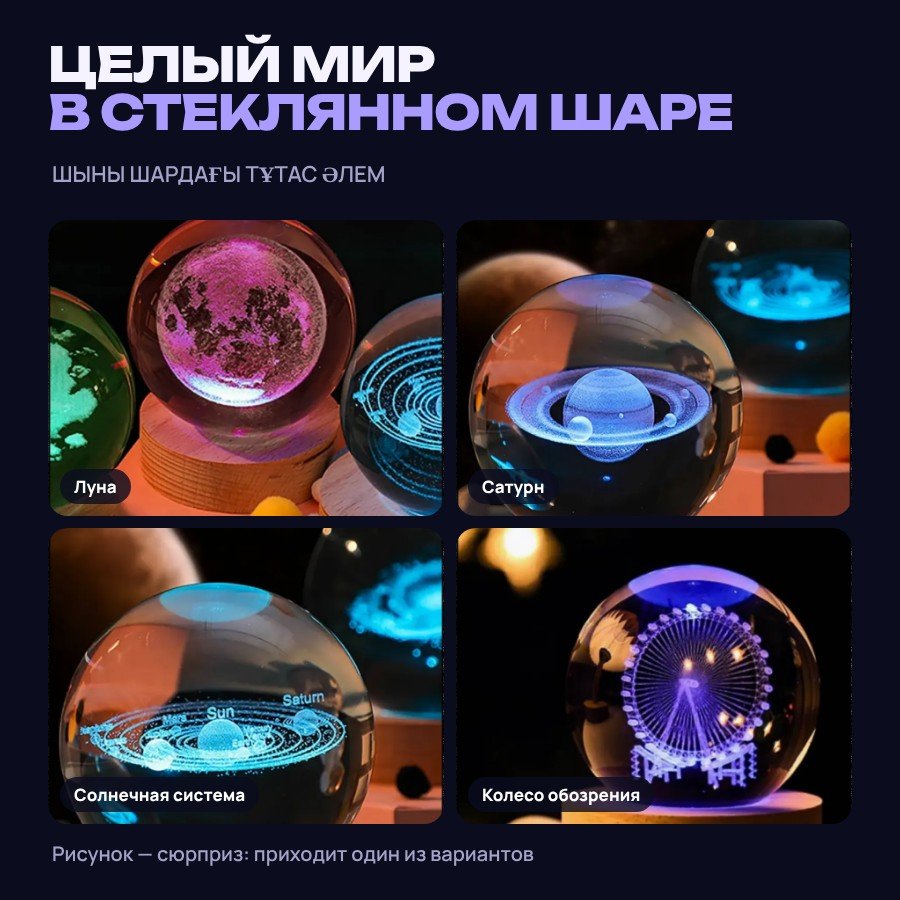 ЦЕЛЫЙ МИР
В СТЕКЛЯННОМ ШАРЕ
ШЫНЫ ШАРДАҒЫ ТҰТАС ӘЛЕМ
Луна
Сатурн
Mars
Sun
Saturn
Солнечная система
Колесо обозрения
Рисунок — сюрприз: приходит один из вариантов